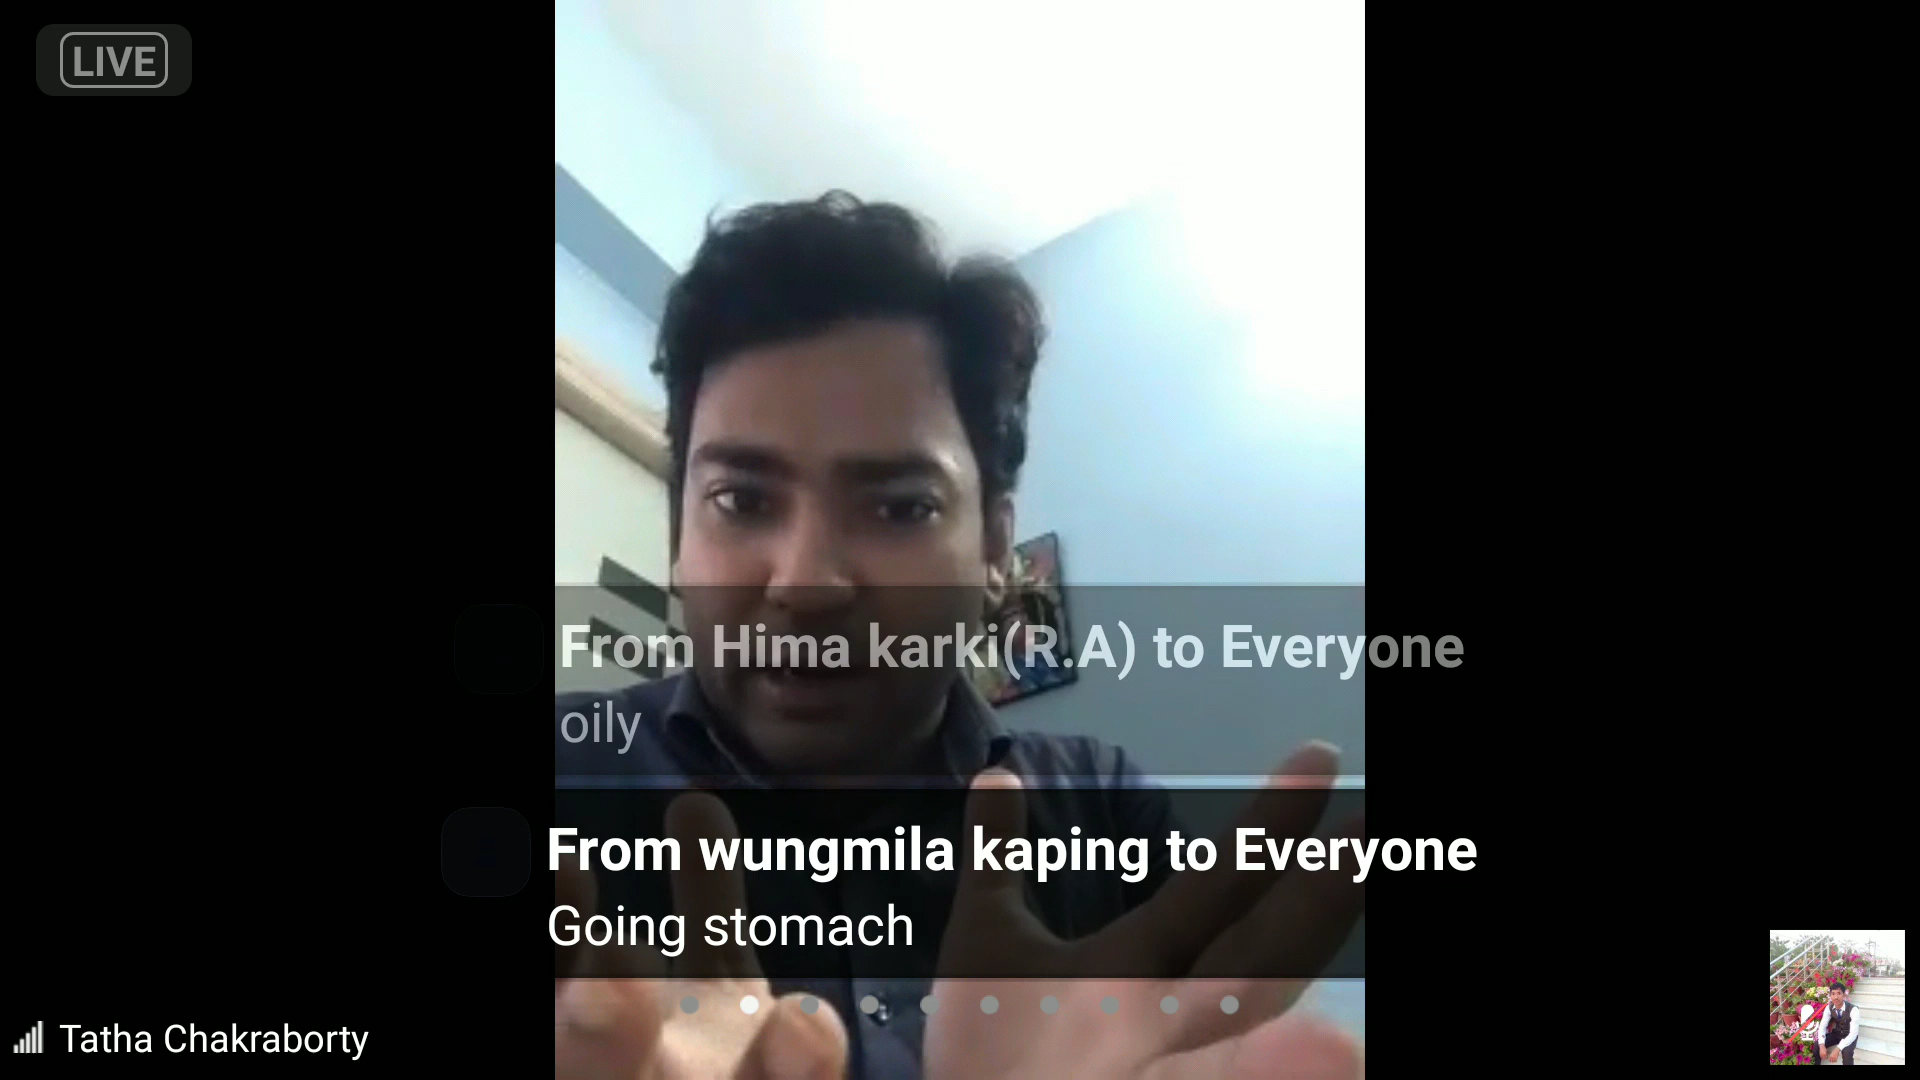 LIVE
From Hima karki(R.A) to Everyone
oily
From wungmila kaping to Everyone
Going stomach
Tatha Chakraborty